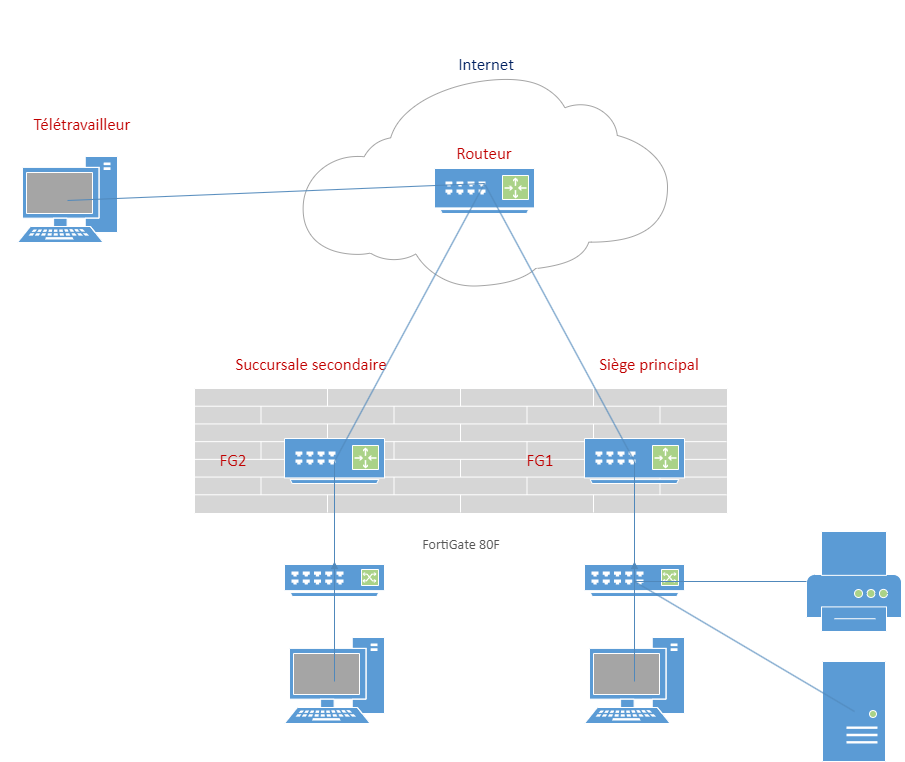 Internet
Télétravailleur
Routeur
Succursale secondaire
Siège principal
FG2
FG1
FortiGate 80F